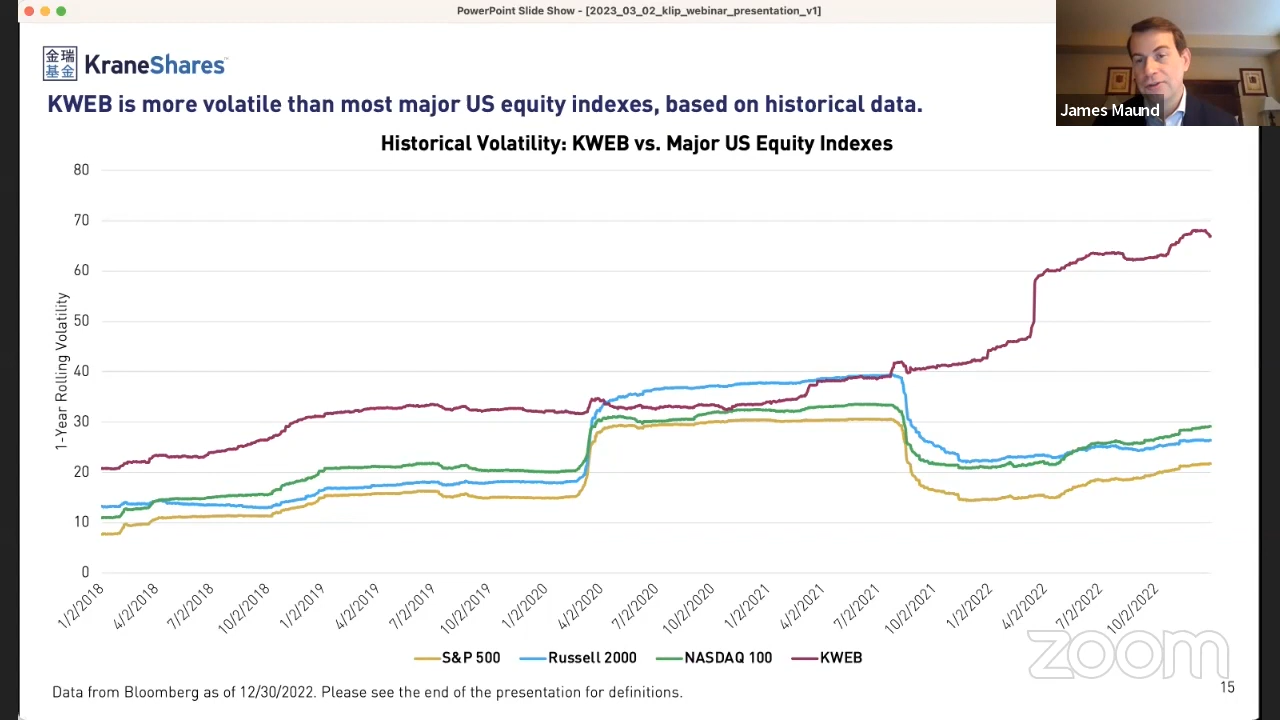 PowerPoint Slide Show - [2023_03_02_klip_webinar_presentation_v1]
金瑞
基金
KraneShares™
KWEB is more volatile than most major US equity indexes, based on historical data.
James Maund
Historical Volatility: KWEB vs. Major US Equity Indexes
1-Year Rolling Volatility
80
70
60
50
40
30
20
10
0
1/2/2018
4/2/2018
7/2/2018
10/2/2018
1/2/2019
4/2/2019
7/2/2019
10/2/2019
1/2/2020
4/2/2020
7/2/2020
10/2/2020
1/2/2021
4/2/2021
7/2/2021
10/2/2021
1/2/2022
4/2/2022
7/2/2022
10/2/2022
S&P 500 Russell 2000 NASDAQ 100 KWEB
zoom
Data from Bloomberg as of 12/30/2022. Please see the end of the presentation for definitions.
15